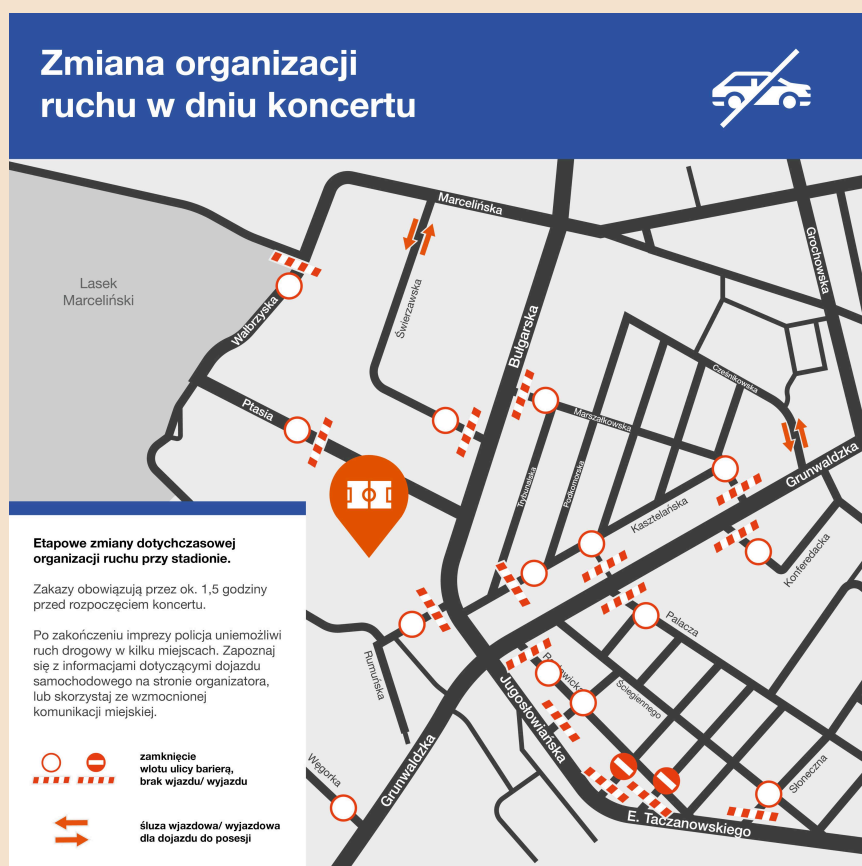 Zmiana organizacji
ruchu w dniu koncertu
Marcelińska
Grochowska
Lasek
Marceliński
Świerzawska
Wałbrzyska
Bułgarska
Cześnikowska
Ptasia
Marszałkowska
Trybunalska
Podkomorska
Grunwaldzka
Kasztelańska
Konfederacka
Palacza
Rumuńska
Ściegiennego
Jugosłowiańska
Grunwaldzka
Węgorka
Słoneczna
E. Taczanowskiego
Etapowe zmiany dotychczasowej
organizacji ruchu przy stadionie.
Zakazy obowiązują przez ok. 1,5 godziny
przed rozpoczęciem koncertu.
Po zakończeniu imprezy policja uniemożliwi
ruch drogowy w kilku miejscach. Zapoznaj
się z informacjami dotyczącymi dojazdu
samochodowego na stronie organizatora,
lub skorzystaj ze wzmocnionej
komunikacji miejskiej.
zamknięcie
wlotu ulicy barierą,
brak wjazdu/ wyjazdu
śluza wjazdowa/ wyjazdowa
dla dojazdu do posesji